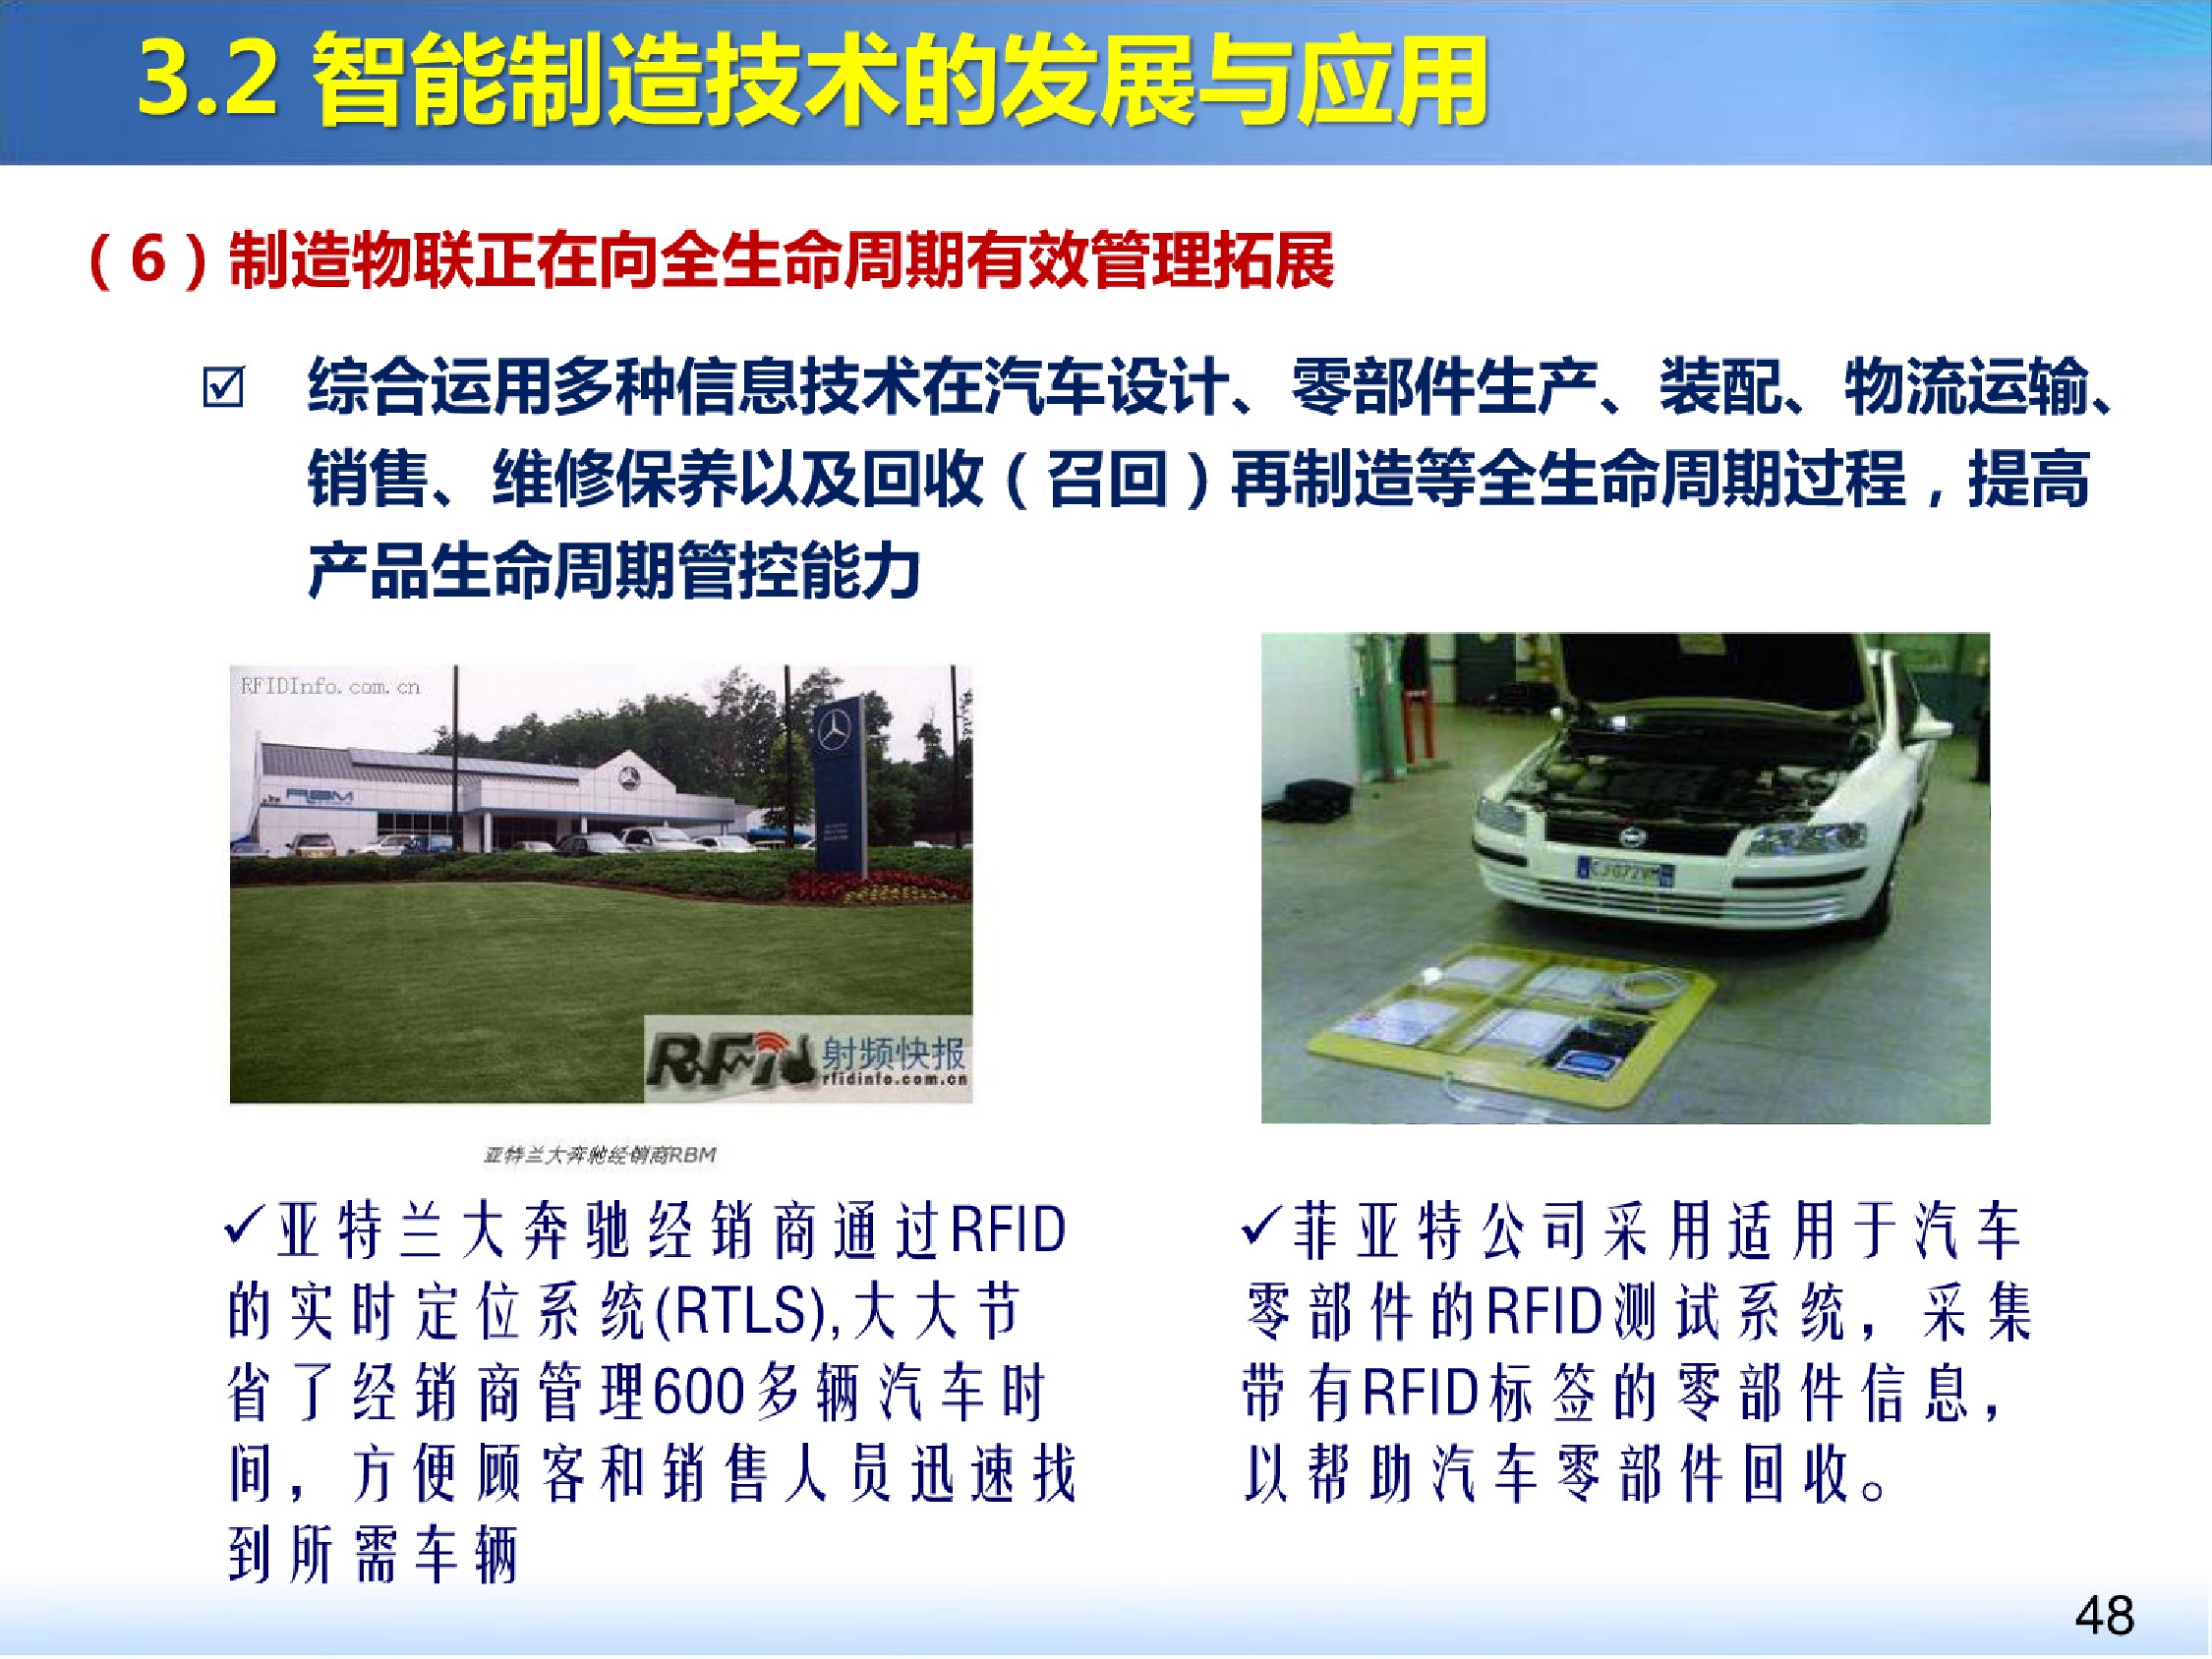 3.2 智能制造技术的发展与应用
（6）制造物联正在向全生命周期有效管理拓展
综合运用多种信息技术在汽车设计、零部件生产、装配、物流运输、
销售、维修保养以及回收（召回）再制造等全生命周期过程，提高
产品生命周期管控能力
RFIDInfo.com.cn
RBM
RFID 射频快报
rfidinfo.com.cn
亚特兰大奔驰经销商RBM
✓亚特兰大奔驰经销商通过RFID
的实时定位系统(RTLS),大大节
省了经销商管理600多辆汽车时
间，方便顾客和销售人员迅速找
到所需车辆
✓菲亚特公司采用适用于汽车
零部件的RFID测试系统，采集
带有RFID标签的零部件信息，
以帮助汽车零部件回收。
48